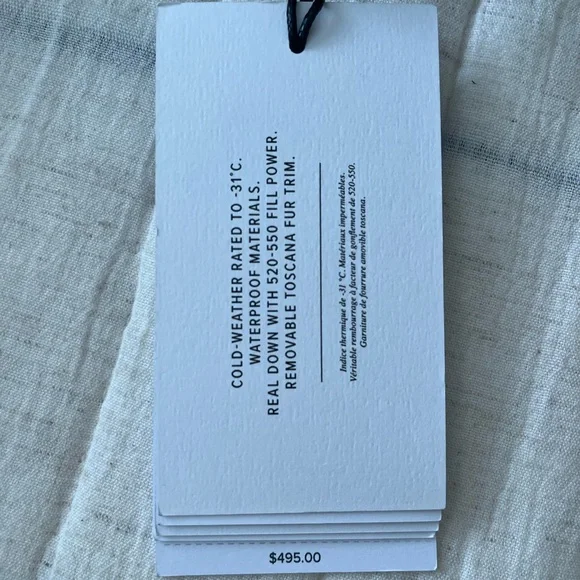 COLD-WEATHER RATED TO -31°C.
WATERPROOF MATERIALS.
REAL DOWN WITH 520-550 FILL POWER.
REMOVABLE TOSCANA FUR TRIM.
Indice thermique de -31 °C. Matériaux imperméables.
Véritable rembourrage à facteur de gonflement de 520-550.
Garniture de fourrure amovible toscana.
$495.00